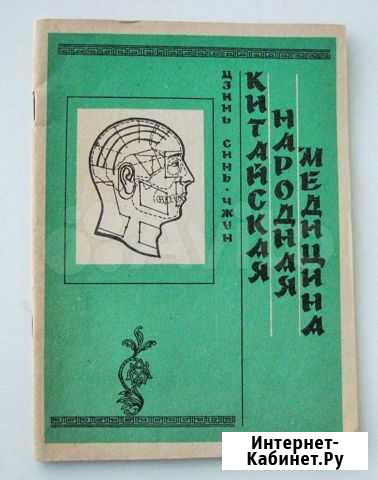 ЦЗИНЬ СИНЬ-ЧЖУН
КИТАЙСКАЯ
НАРОДНАЯ
МЕДИЦИНА
Интернет-
Кабинет.Ру